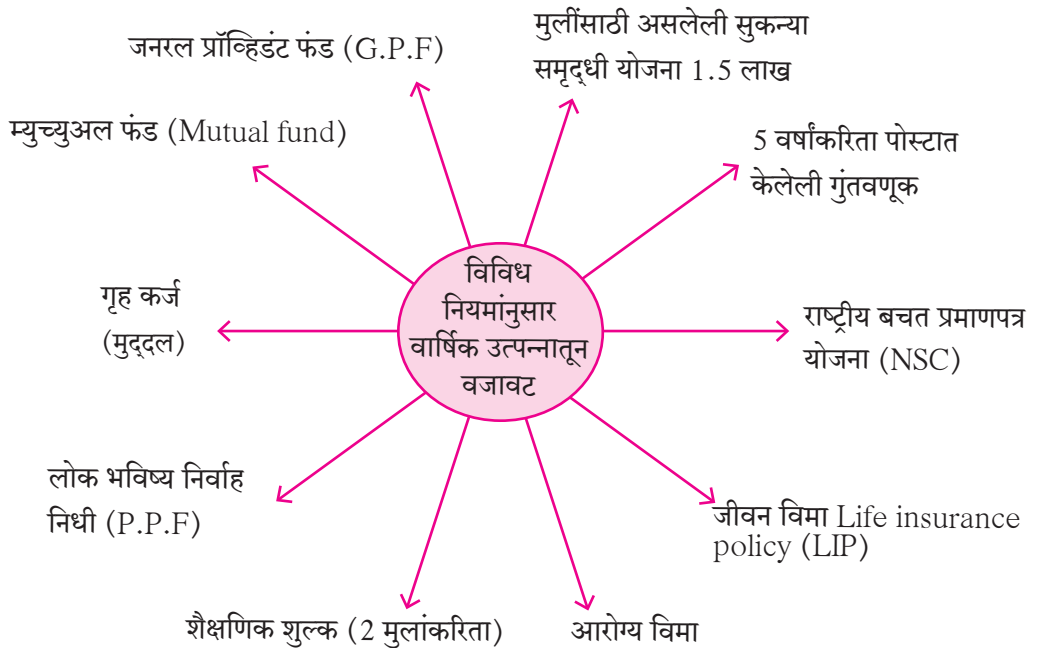 जनरल प्रॉव्हिडंट फंड (G.P.F)
मुलींसाठी असलेली सुकन्या
समृद्‌धी योजना 1.5 लाख
म्युच्युअल फंड (Mutual fund)
5 वर्षांकरिता पोस्टात
केलेली गुंतवणूक
विविध
नियमांनुसार
वार्षिक उत्पन्नातून
वजावट
गृह कर्ज
(मुद्‌दल)
राष्ट्रीय बचत प्रमाणपत्र
योजना (NSC)
लोक भविष्य निर्वाह
निधी (P.P.F)
जीवन विमा Life insurance
policy (LIP)
शैक्षणिक शुल्क (2 मुलांकरिता)
आरोग्य विमा